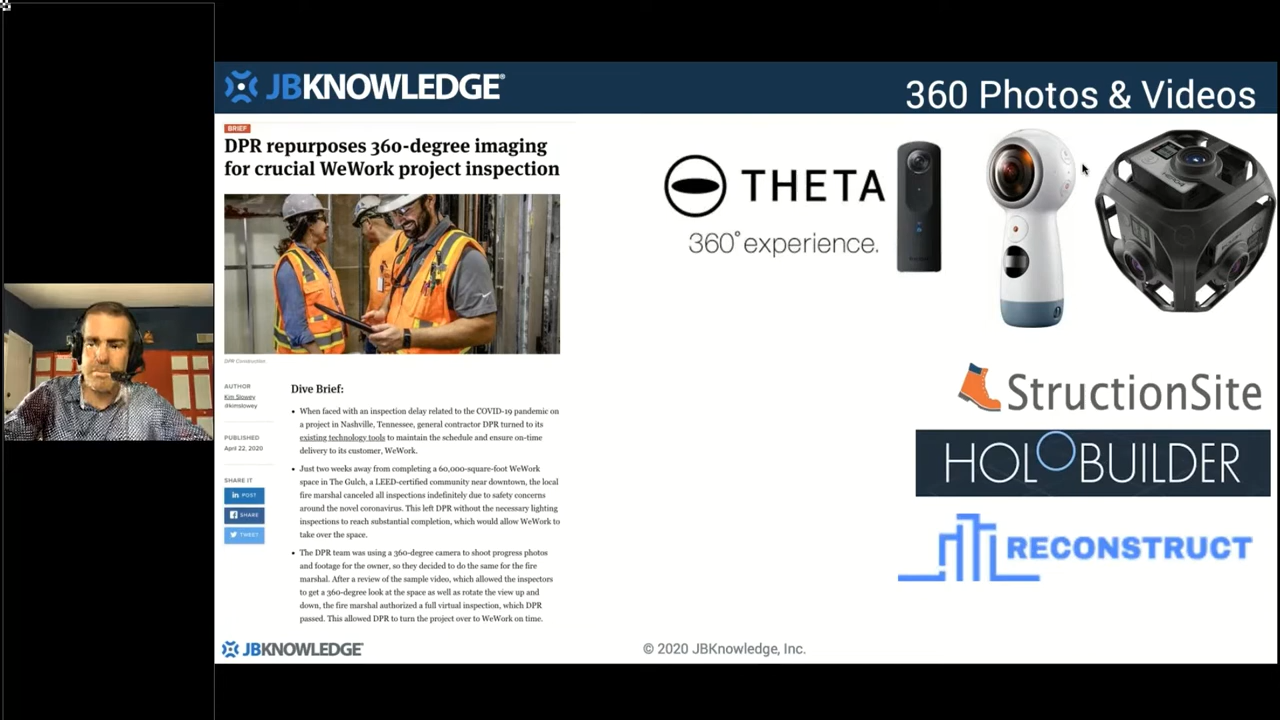 JBKNOWLEDGE®
360 Photos & Videos
BRIEF
DPR repurposes 360-degree imaging
for crucial WeWork project inspection
DPR Construction
AUTHOR
Kim Slowey
@kimslowey
PUBLISHED
April 22, 2020
SHARE IT
in POST
SHARE
TWEET
Dive Brief:
• When faced with an inspection delay related to the COVID-19 pandemic on
a project in Nashville, Tennessee, general contractor DPR turned to its
existing technology tools to maintain the schedule and ensure on-time
delivery to its customer, WeWork.
• Just two weeks away from completing a 60,000-square-foot WeWork
space in The Gulch, a LEED-certified community near downtown, the local
fire marshal canceled all inspections indefinitely due to safety concerns
around the novel coronavirus. This left DPR without the necessary lighting
inspections to reach substantial completion, which would allow WeWork to
take over the space.
• The DPR team was using a 360-degree camera to shoot progress photos
and footage for the owner, so they decided to do the same for the fire
marshal. After a review of the sample video, which allowed the inspectors
to get a 360-degree look at the space as well as rotate the view up and
down, the fire marshal authorized a full virtual inspection, which DPR
passed. This allowed DPR to turn the project over to WeWork on time.
THETA
360° experience.
StructionSite
HOLOBUILDER
RECONSTRUCT
JBKNOWLEDGE®
© 2020 JBKnowledge, Inc.